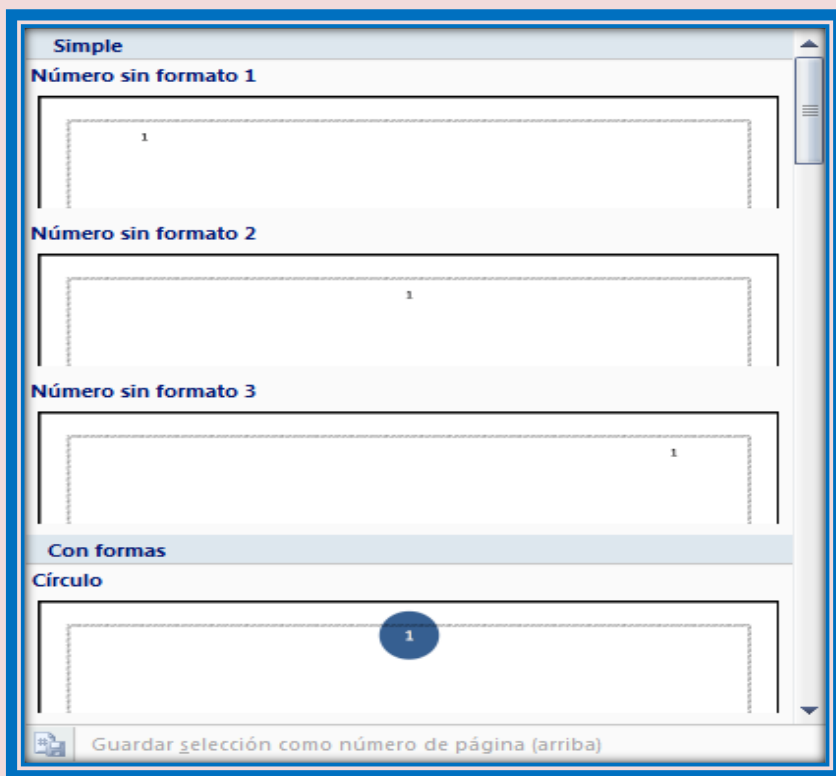 Simple
Número sin formato 1
1
Número sin formato 2
1
Número sin formato 3
1
Con formas
Círculo
1
Guardar selección como número de página (arriba)